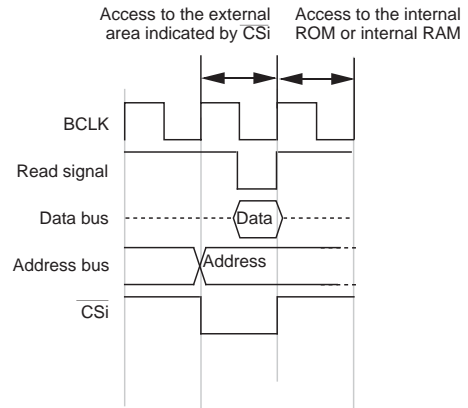 Access to the external
area indicated by CSi
Access to the internal
ROM or internal RAM
BCLK
Read signal
Data bus
Data
Address bus
Address
CSi